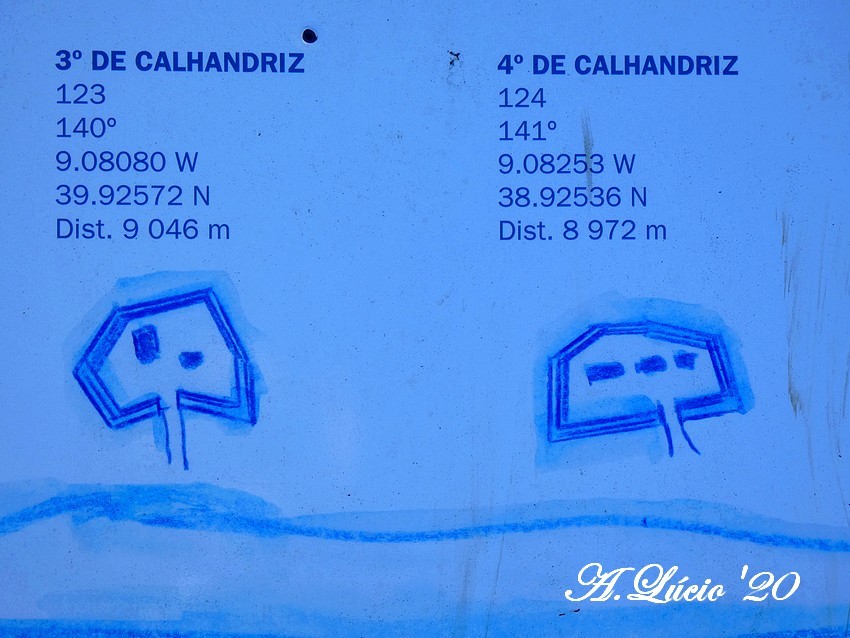 3º DE CALHANDRIZ
123
140º
9.08080 W
39.92572 N
Dist. 9 046 m
4º DE CALHANDRIZ
124
141º
9.08253 W
38.92536 N
Dist. 8 972 m
A. Lúcio '20